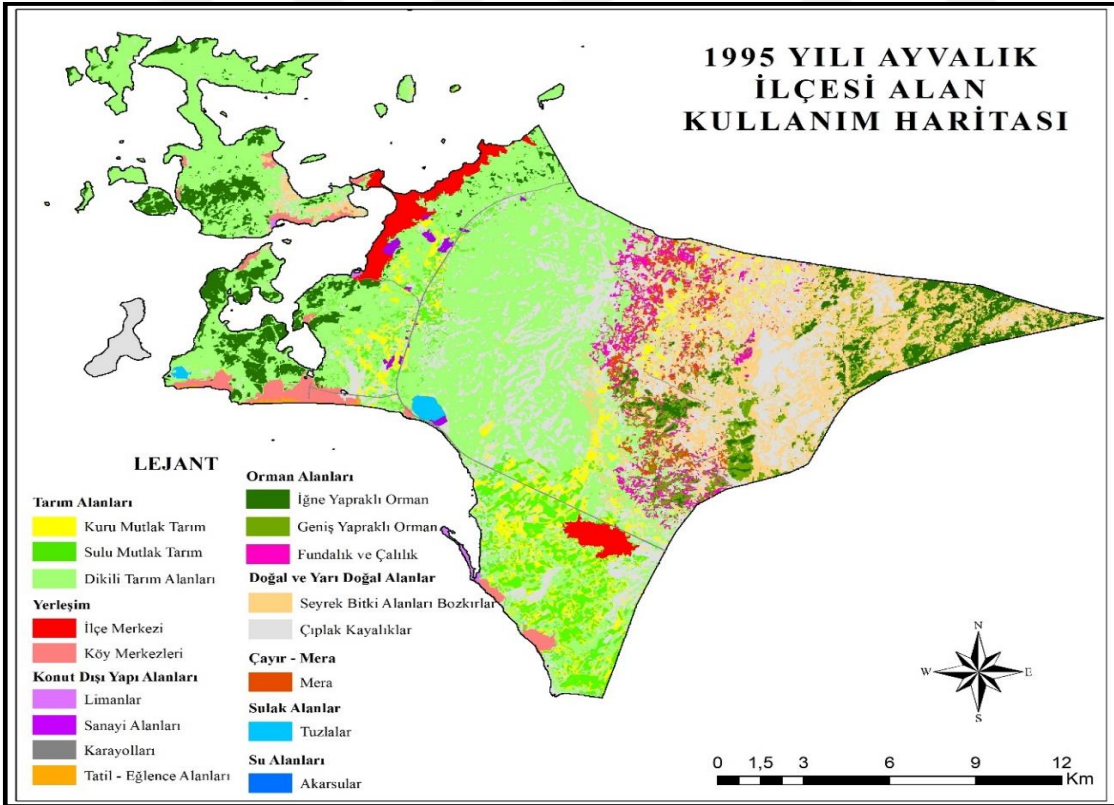 1995 YILI AYVALIK
İLÇESİ ALAN
KULLANIM HARİTASI
LEJANT
Tarım Alanları
Kuru Mutlak Tarım
Sulu Mutlak Tarım
Dikili Tarım Alanları
Yerleşim
İlçe Merkezi
Köy Merkezleri
Konut Dışı Yapı Alanları
Limanlar
Sanayi Alanları
Karayolları
Tatil - Eğlence Alanları
Orman Alanları
İğne Yapraklı Orman
Geniş Yapraklı Orman
Fundalık ve Çalılık
Doğal ve Yarı Doğal Alanlar
Seyrek Bitki Alanları Bozkırlar
Çıplak Kayalıklar
Çayır - Mera
Mera
Sulak Alanlar
Tuzlalar
Su Alanları
Akarsular
N
W E
S
0 1,5 3 6 9 12
Km